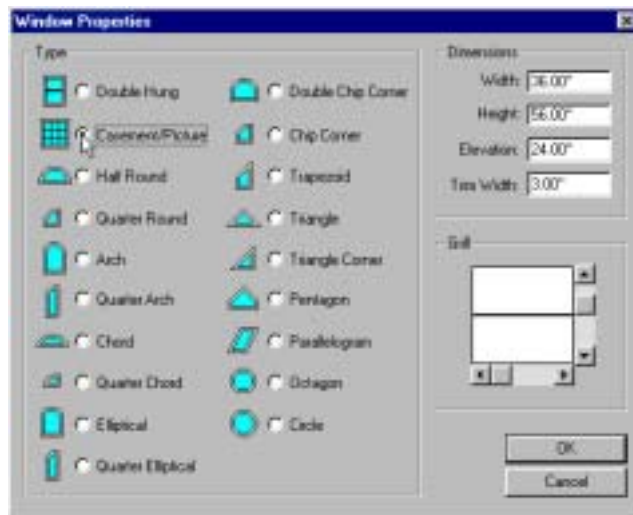 Window Properties
Type
Double Hung
Casement/Picture
Half Round
Quarter Round
Arch
Quarter Arch
Chord
Quarter Chord
Elliptical
Quarter Elliptical
Double Chip Corner
Chip Corner
Trapezoid
Triangle
Triangle Corner
Pentagon
Parallelogram
Octagon
Circle
Dimensions
Width: 36.00"
Height: 56.00"
Elevation: 24.00"
Trim Width: 3.00"
Grill
OK
Cancel